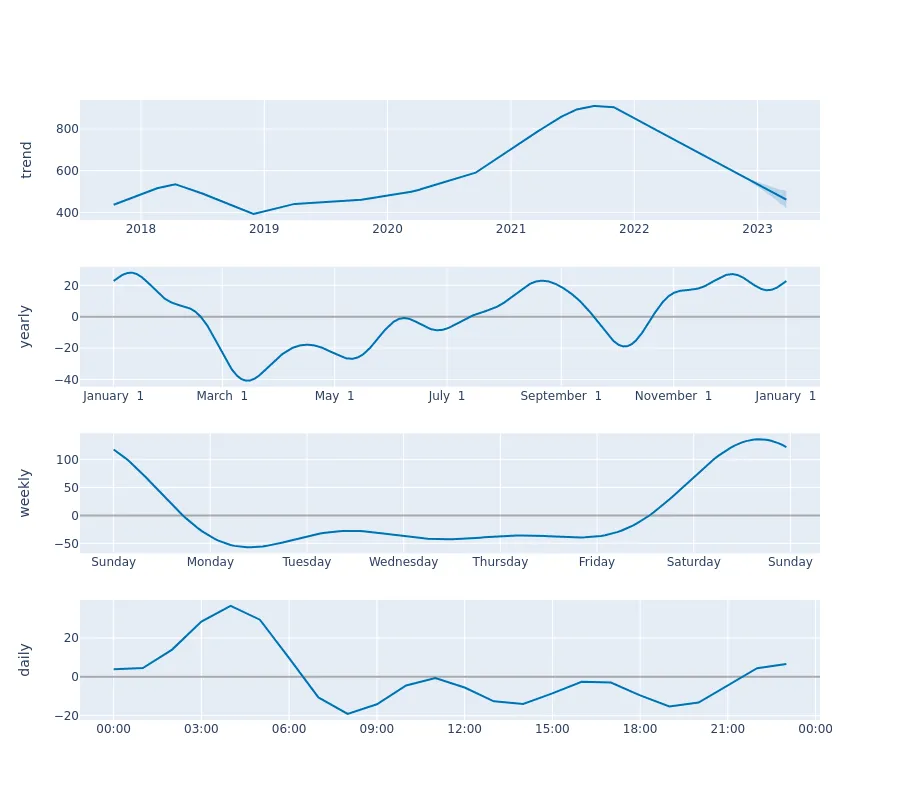 trend
800
600
400
2018 2019 2020 2021 2022 2023
yearly
20
0
−20
−40
January 1 March 1 May 1 July 1 September 1 November 1 January 1
weekly
100
50
0
−50
Sunday Monday Tuesday Wednesday Thursday Friday Saturday Sunday
daily
20
0
−20
00:00 03:00 06:00 09:00 12:00 15:00 18:00 21:00 00:00